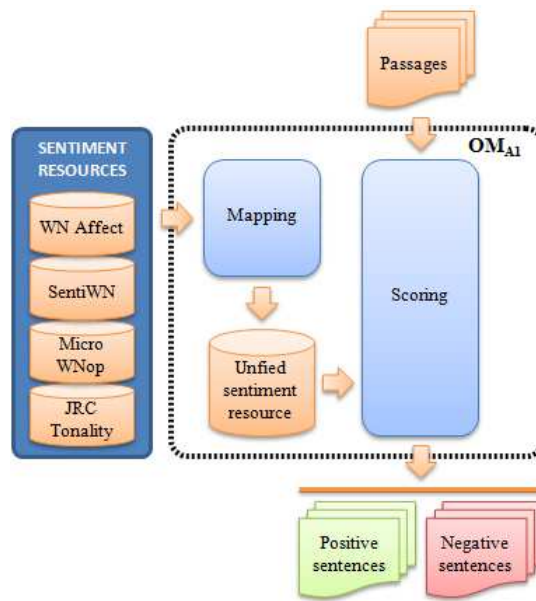 Passages
SENTIMENT
RESOURCES
OM_A1
WN Affect
Mapping
SentiWN
Scoring
Micro
WNop
Unfied
sentiment
resource
JRC
Tonality
Positive
sentences
Negative
sentences